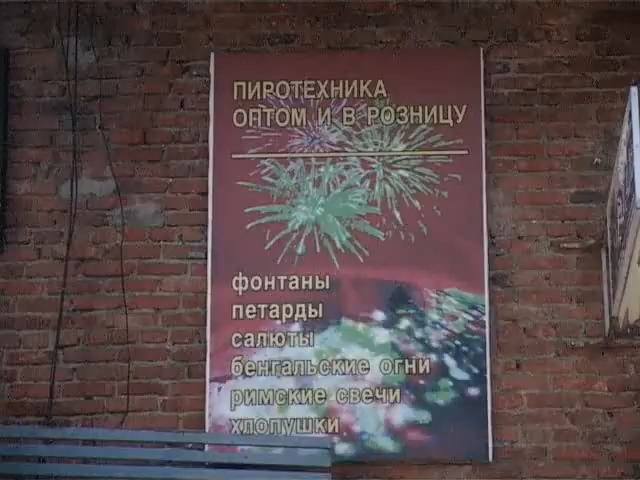 ПИРОТЕХНИКА
ОПТОМ И В РОЗНИЦУ
фонтаны
петарды
салюты
бенгальские огни
римские свечи
хлопушки